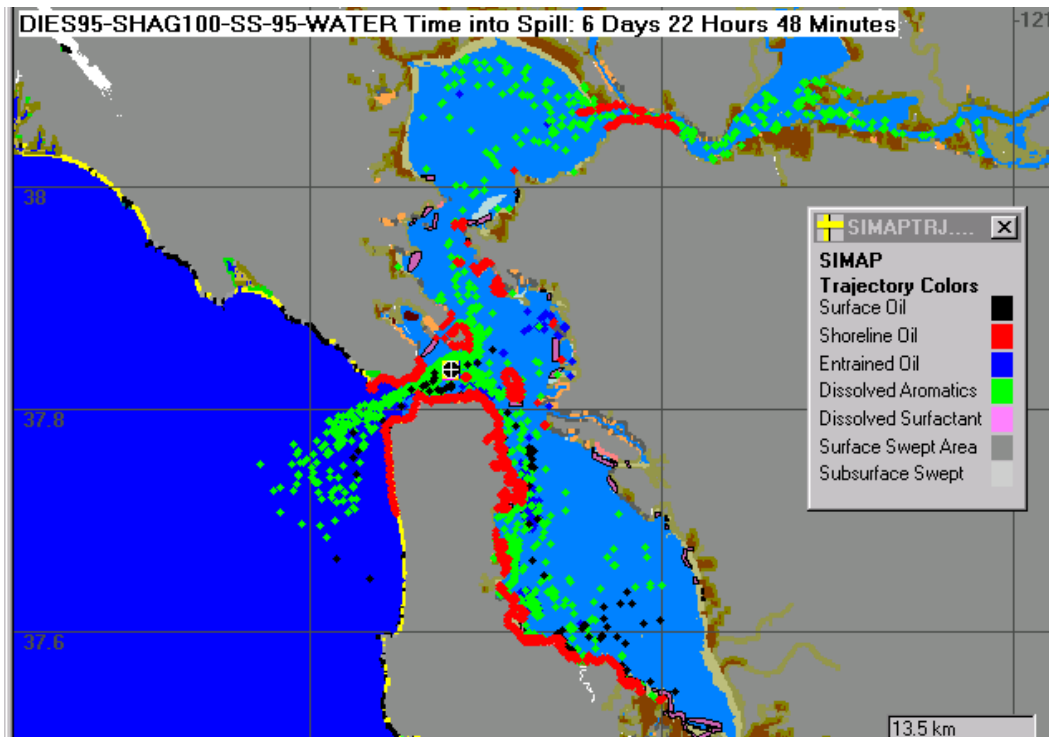 DIES95-SHAG100-SS-95-WATER Time into Spill: 6 Days 22 Hours 48 Minutes
-121
38
SIMAPTRJ....
SIMAP
Trajectory Colors
Surface Oil
Shoreline Oil
Entrained Oil
Dissolved Aromatics
Dissolved Surfactant
Surface Swept Area
Subsurface Swept
37.8
37.6
13.5 km